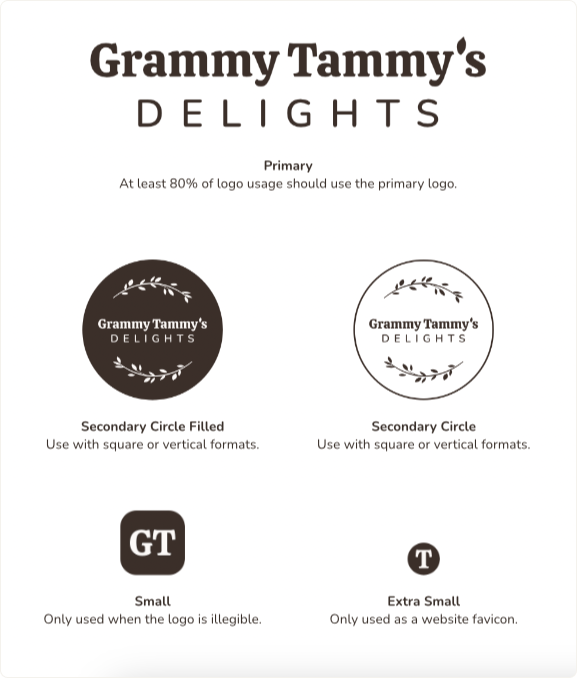 Grammy Tammy's
DELIGHTS
Primary
At least 80% of logo usage should use the primary logo.
Grammy Tammy's
DELIGHTS
Secondary Circle Filled
Use with square or vertical formats.
Grammy Tammy's
DELIGHTS
Secondary Circle
Use with square or vertical formats.
GT
Small
Only used when the logo is illegible.
T
Extra Small
Only used as a website favicon.